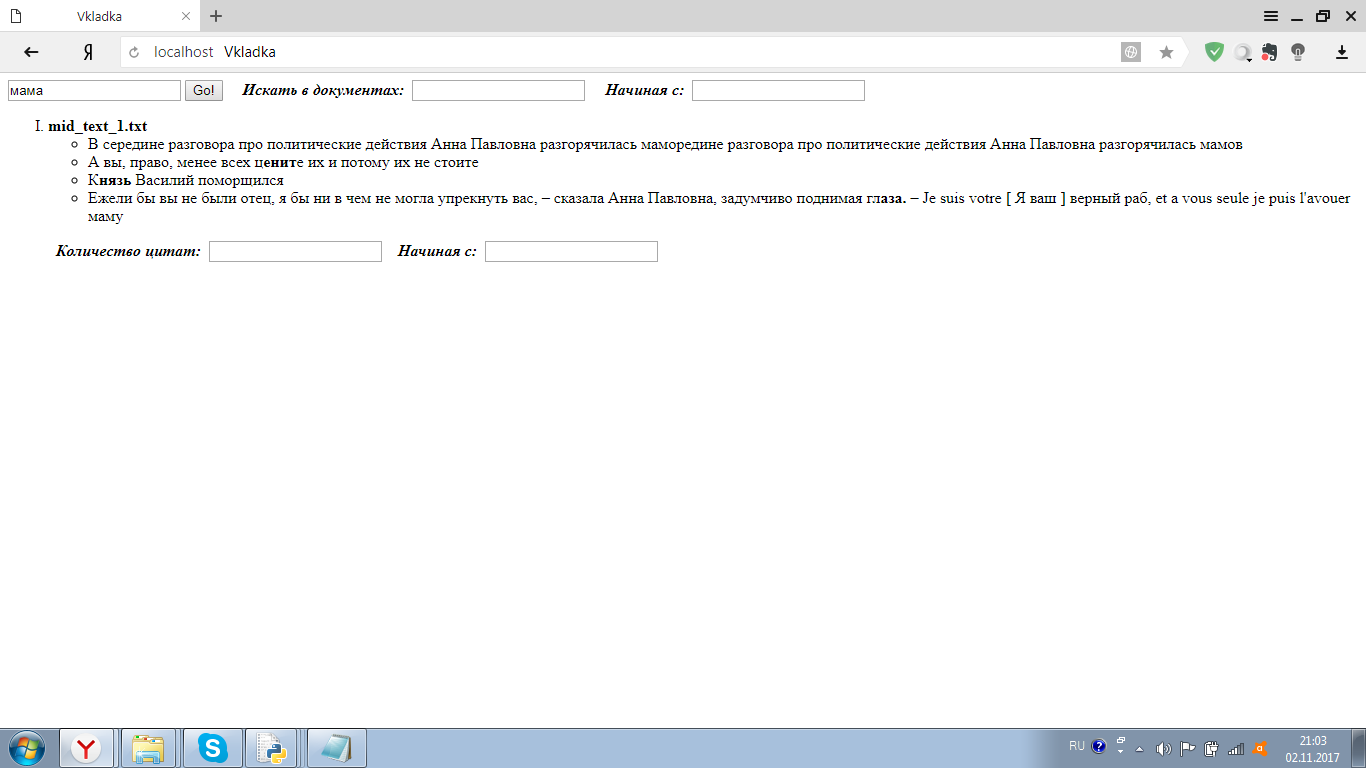 Vkladka
localhost Vkladka
мама Go! Искать в документах: Начиная с:
I. mid_text_1.txt
В середине разговора про политические действия Анна Павловна разгорячилась маморедине разговора про политические действия Анна Павловна разгорячилась мамов
А вы, право, менее всех цените их и потому их не стоите
Князь Василий поморщился
Ежели бы вы не были отец, я бы ни в чем не могла упрекнуть вас, – сказала Анна Павловна, задумчиво поднимая глаза. – Je suis votre [ Я ваш ] верный раб, et a vous seule je puis l'avouer
маму
Количество цитат: Начиная с:
RU 21:03
02.11.2017